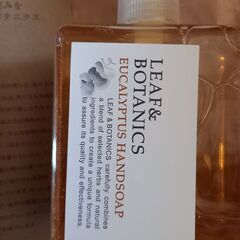 LEAF&
BOTANICS
EUCALYPTUS HANDSOAP
LEAF & BOTANICS carefully combines
a blend of selected herbs and natural
ingredients to create a unique formula
to assure its quality and effectiveness.